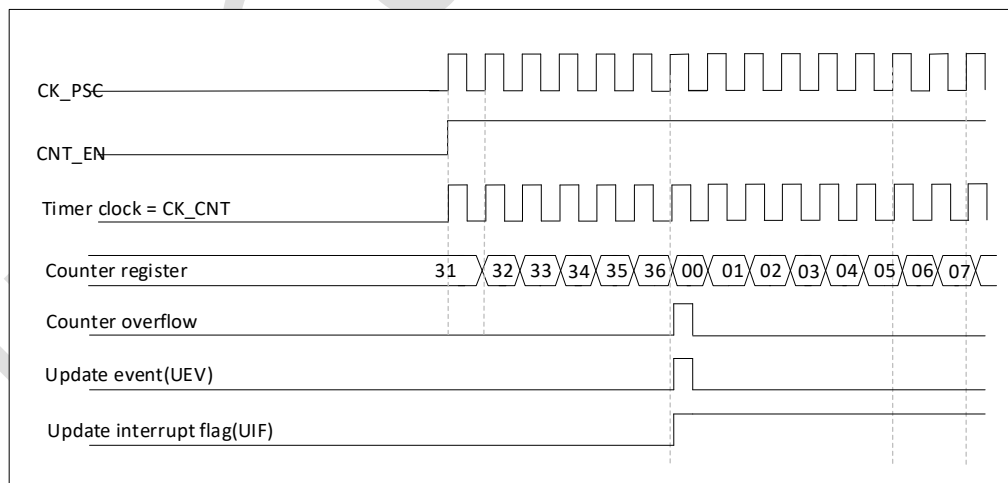 CK_PSC
CNT_EN
Timer clock = CK_CNT
Counter register 31 32 33 34 35 36 00 01 02 03 04 05 06 07
Counter overflow
Update event(UEV)
Update interrupt flag(UIF)